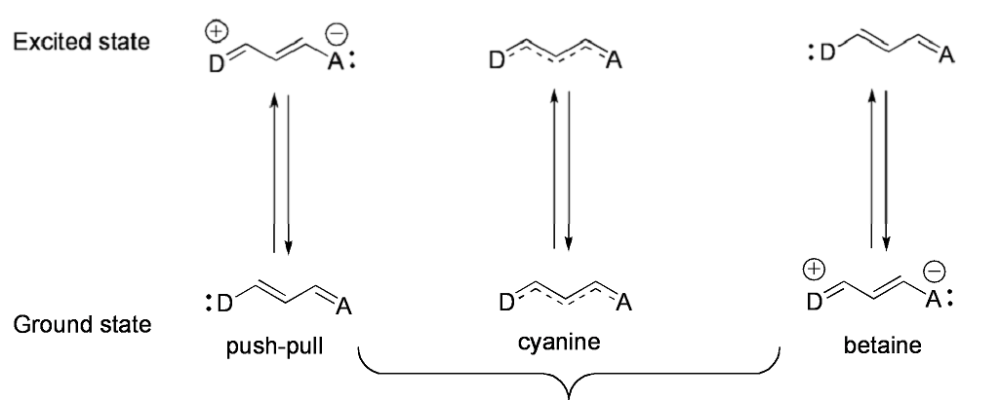 Excited state
⊕ ⊖
D A:
D A
:D A
:D A
D A
⊕ ⊖
D A:
Ground state
push-pull
cyanine
betaine